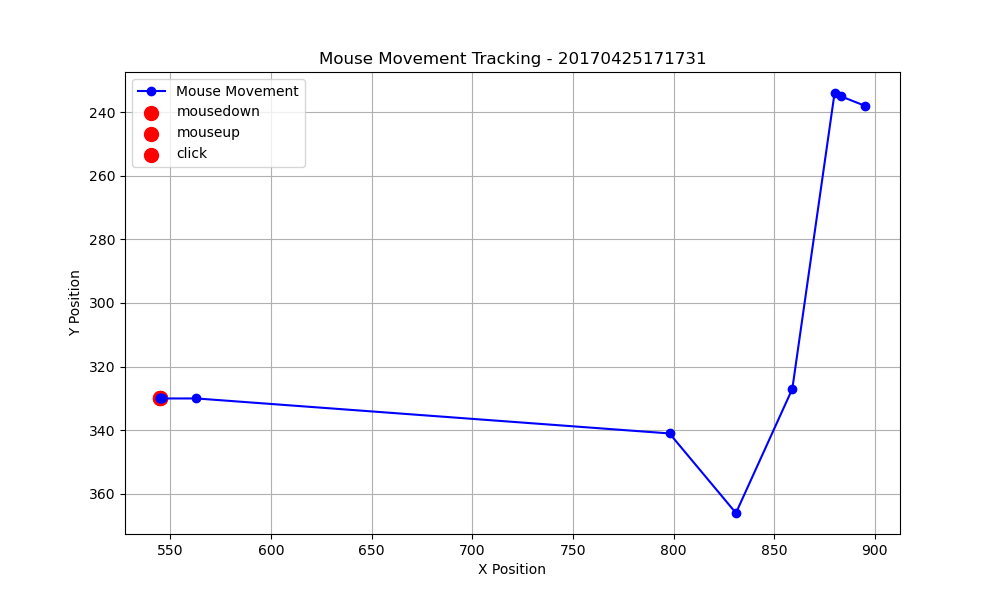 Mouse Movement Tracking - 20170425171731
Mouse Movement
mousedown
mouseup
click
240
260
280
300
320
340
360
Y Position
550
600
650
700
750
800
850
900
X Position